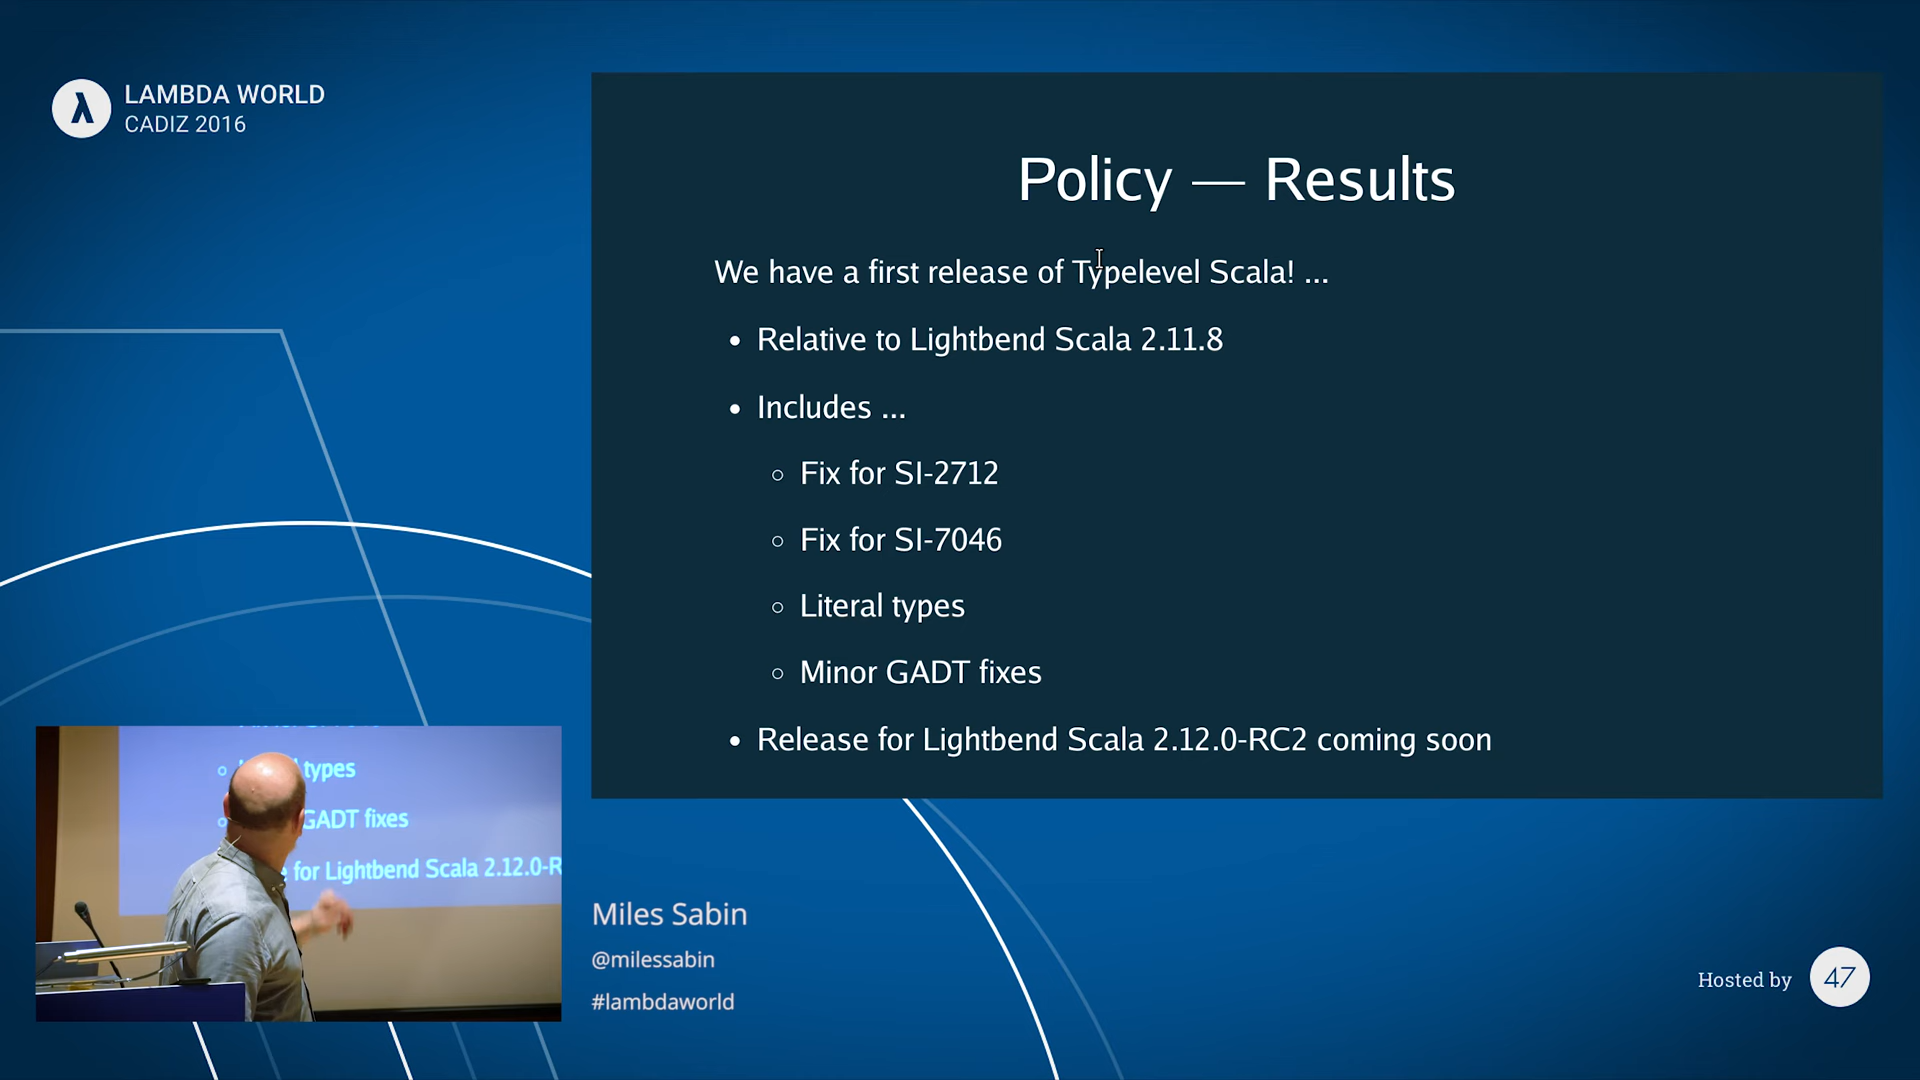 LAMBDA WORLD
CADIZ 2016
Policy — Results
We have a first release of Typelevel Scala! ...
• Relative to Lightbend Scala 2.11.8
• Includes ...
○ Fix for SI-2712
○ Fix for SI-7046
○ Literal types
○ Minor GADT fixes
• Release for Lightbend Scala 2.12.0-RC2 coming soon
types
GADT fixes
for Lightbend Scala 2.12.0-R
Miles Sabin
@milessabin
#lambdaworld
Hosted by 47